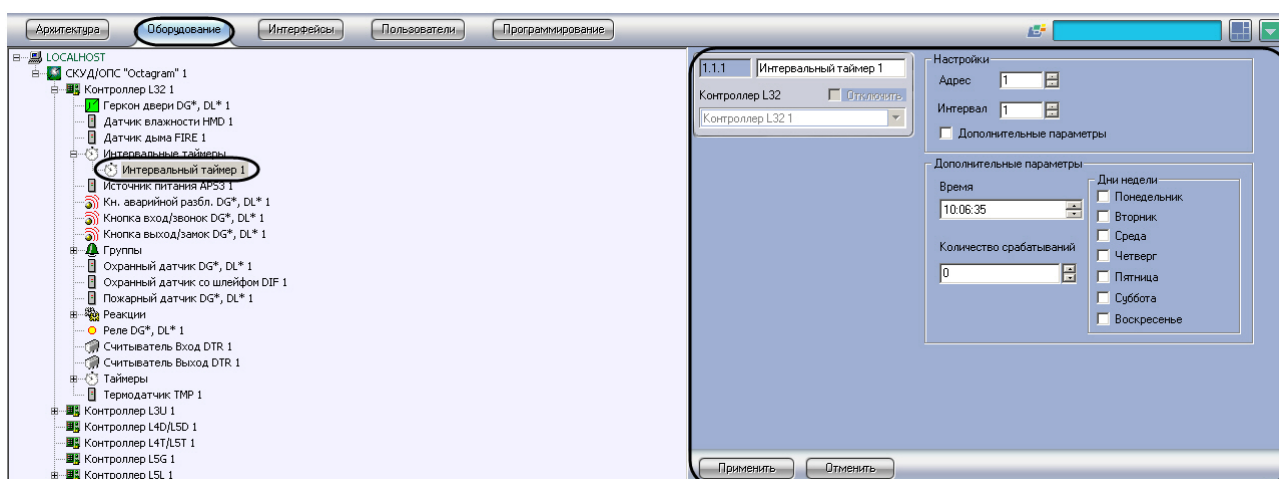 Архитектура
Оборудование
Интерфейсы
Пользователи
Программирование
LOCALHOST
СКУД/ОПС "Octagram" 1
Контроллер L32 1
Геркон двери DG*, DL* 1
Датчик влажности HMD 1
Датчик дыма FIRE 1
Интервальные таймеры
Интервальный таймер 1
Источник питания APS3 1
Кн. аварийной разбл. DG*, DL* 1
Кнопка вход/звонок DG*, DL* 1
Кнопка выход/замок DG*, DL* 1
Группы
Охранный датчик DG*, DL* 1
Охранный датчик со шлейфом DIF 1
Пожарный датчик DG*, DL* 1
Реакции
Реле DG*, DL* 1
Считыватель Вход DTR 1
Считыватель Выход DTR 1
Таймеры
Термодатчик TMP 1
Контроллер L3U 1
Контроллер L4D/L5D 1
Контроллер L4T/L5T 1
Контроллер L5G 1
Контроллер L5L 1
1.1.1
Интервальный таймер 1
Контроллер L32
Отключить
Контроллер L32 1
Настройки
Адрес
1
Интервал
1
Дополнительные параметры
Дополнительные параметры
Время
10:06:35
Количество срабатываний
0
Дни недели
Понедельник
Вторник
Среда
Четверг
Пятница
Суббота
Воскресенье
Применить
Отменить